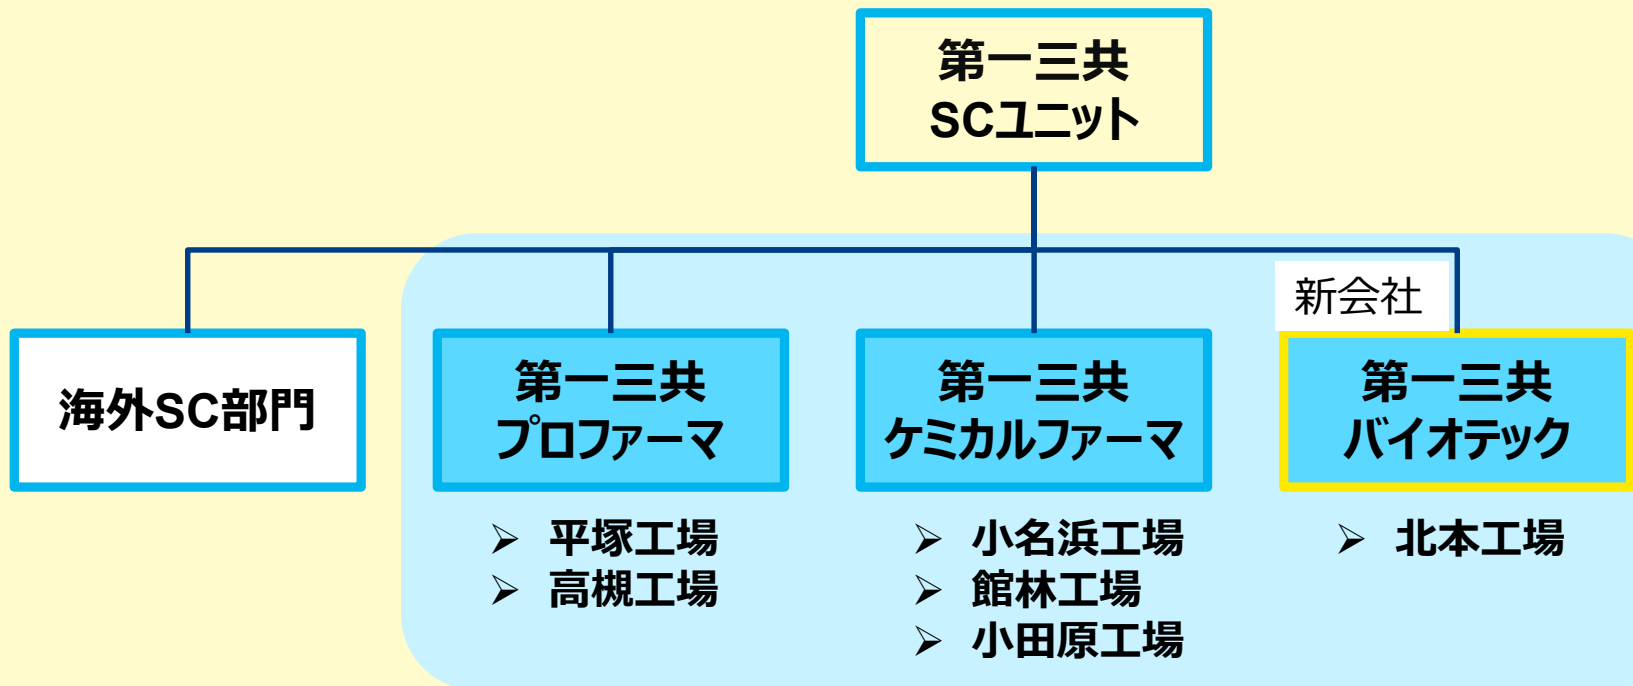 第一三共
SCユニット
新会社
海外SC部門
第一三共
プロファーマ
第一三共
ケミカルファーマ
第一三共
バイオテック
➢ 平塚工場
➢ 高槻工場
➢ 小名浜工場
➢ 館林工場
➢ 小田原工場
➢ 北本工場